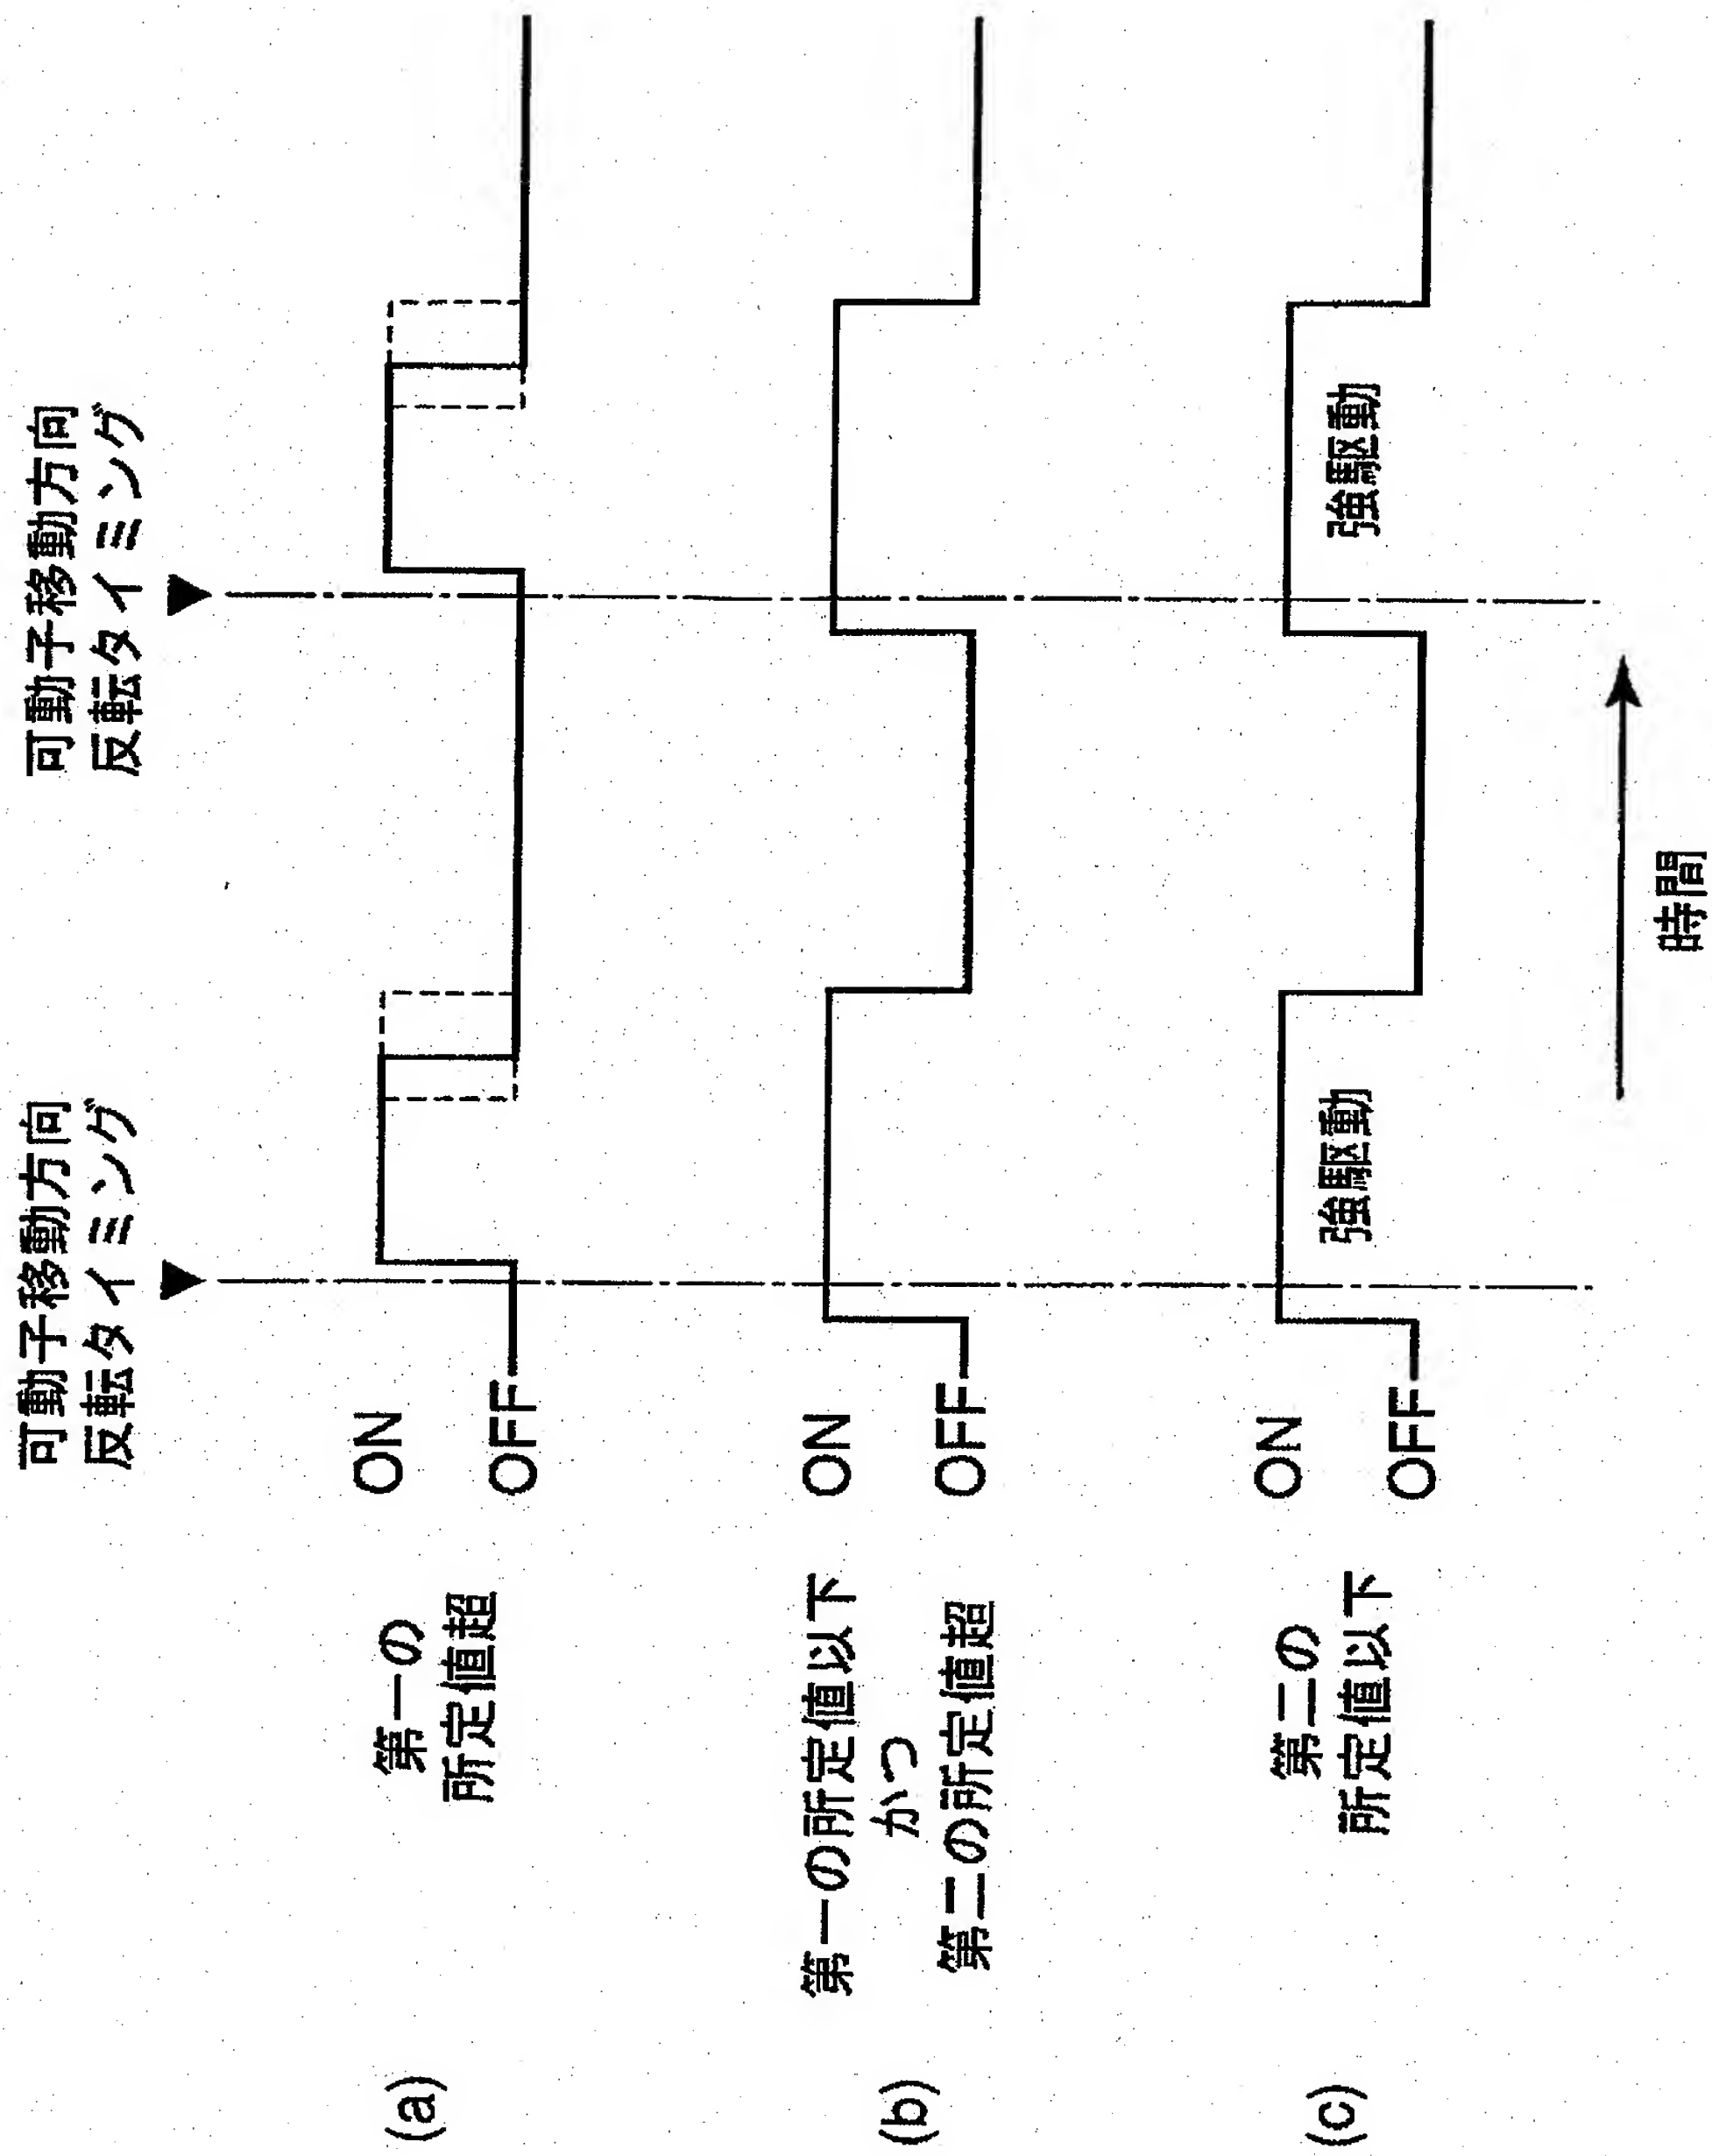 可動子移動方向
反転タイミング
可動子移動方向
反転タイミング
(a)
第一の
所定値超
ON
OFF
(b)
第一の所定値以下
かつ
第二の所定値超
ON
OFF
(c)
第二の
所定値以下
ON
OFF
強駆動
強駆動
時間